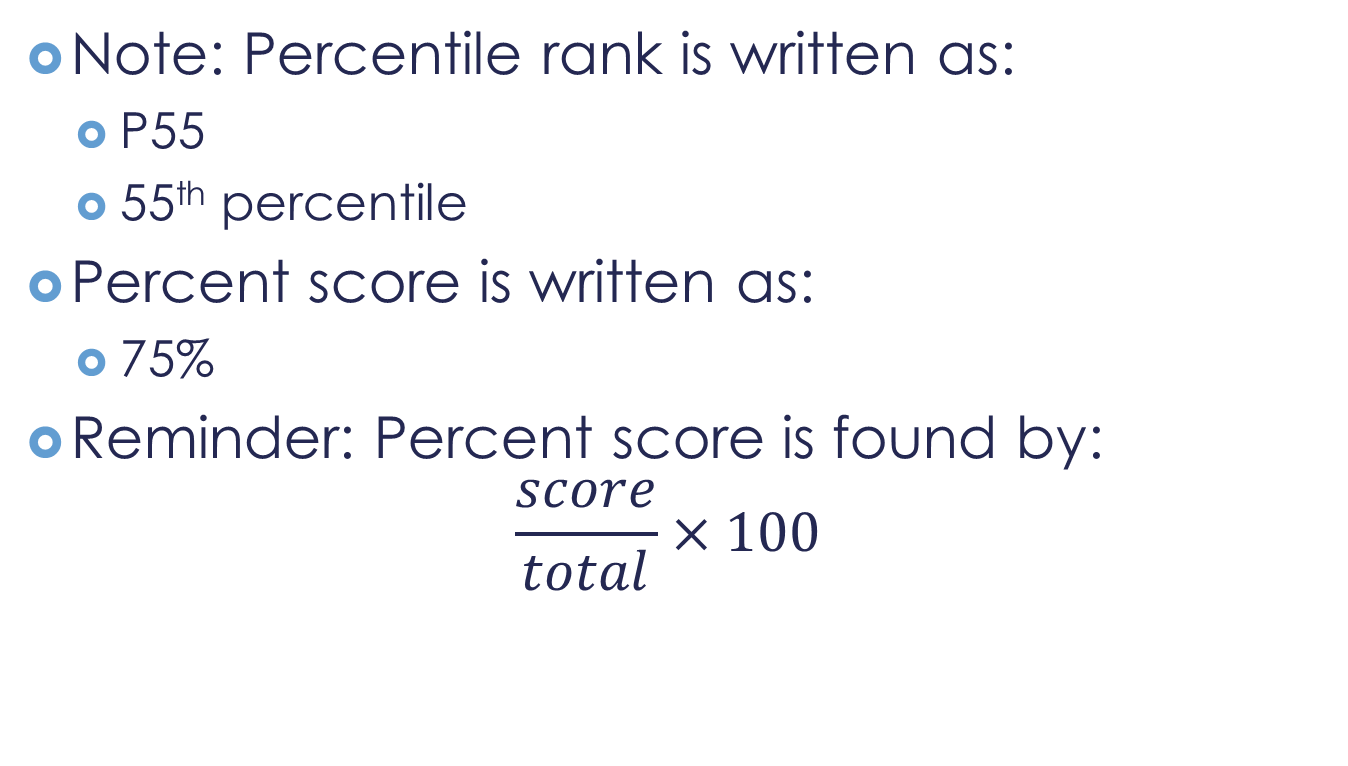 Note: Percentile rank is written as:
P55
55th percentile
Percent score is written as:
75%
Reminder: Percent score is found by:
score
× 100
total